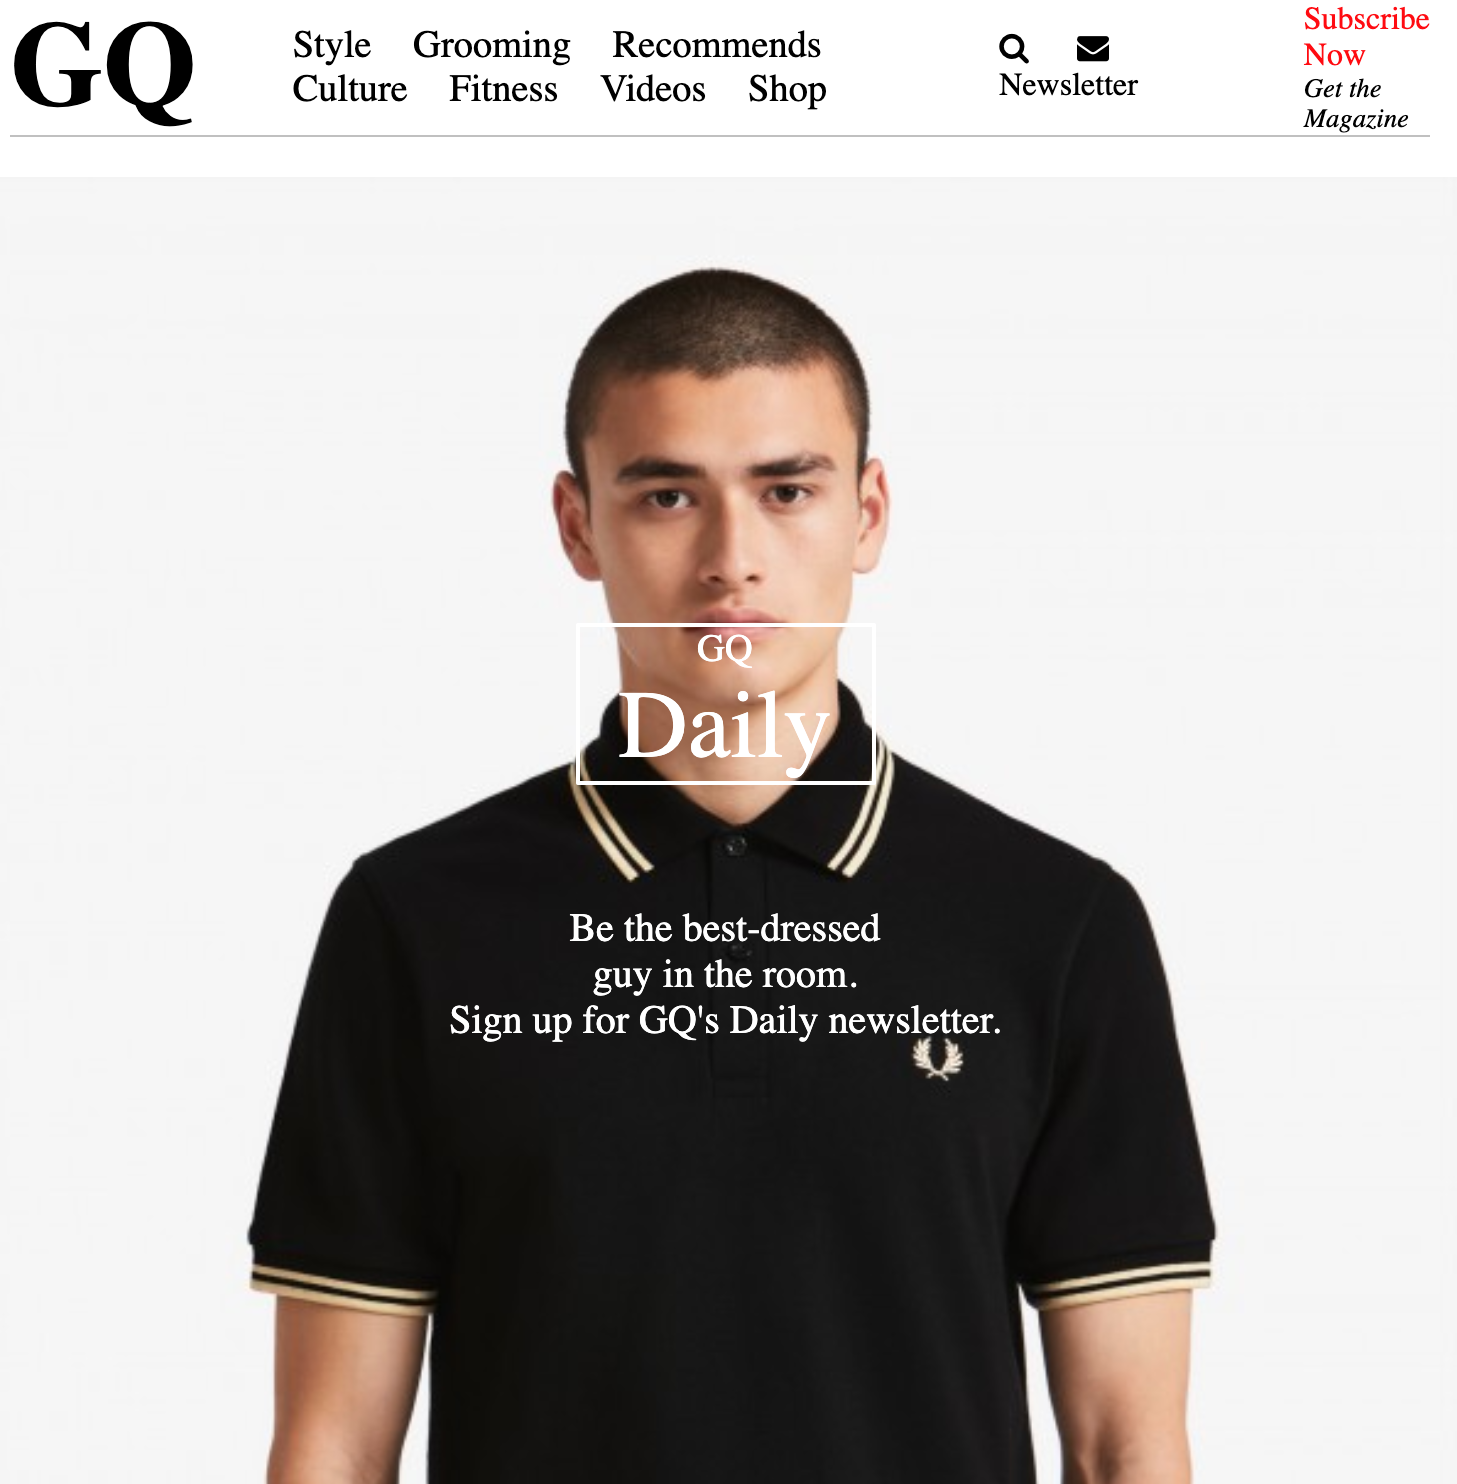 GQ
Style Grooming Recommends
Culture Fitness Videos Shop
Newsletter
Subscribe
Now
Get the
Magazine
GQ
Daily
Be the best-dressed
guy in the room.
Sign up for GQ's Daily newsletter.